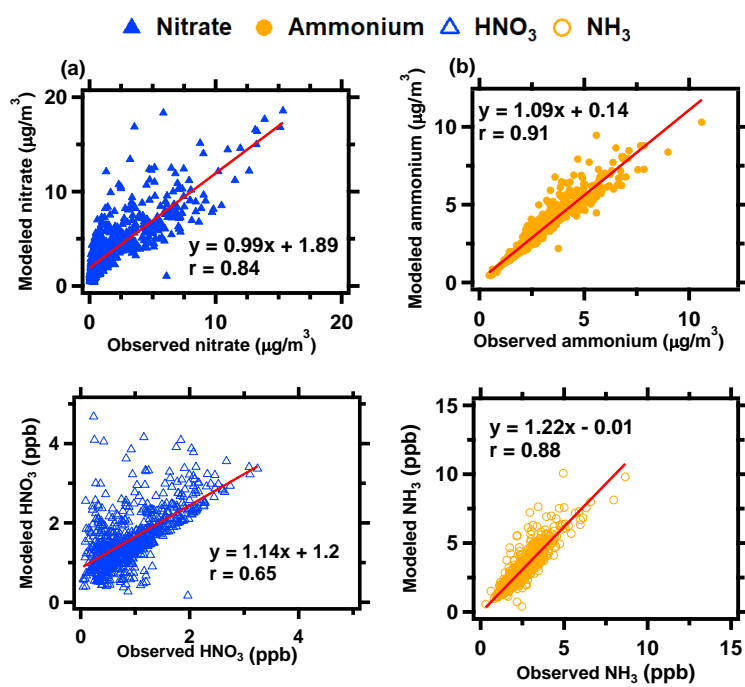 Nitrate Ammonium HNO₃ NH₃
(a)
20
15
10
5
0
Modeled nitrate (μg/m³)
y = 0.99x + 1.89
r = 0.84
0 5 10 15 20
Observed nitrate (μg/m³)
(b)
10
5
0
Modeled ammonium (μg/m³)
y = 1.09x + 0.14
r = 0.91
0 5 10
Observed ammonium (μg/m³)
4
2
0
Modeled HNO₃ (ppb)
y = 1.14x + 1.2
r = 0.65
0 2 4
Observed HNO₃ (ppb)
15
10
5
0
Modeled NH₃ (ppb)
y = 1.22x - 0.01
r = 0.88
0 5 10 15
Observed NH₃ (ppb)